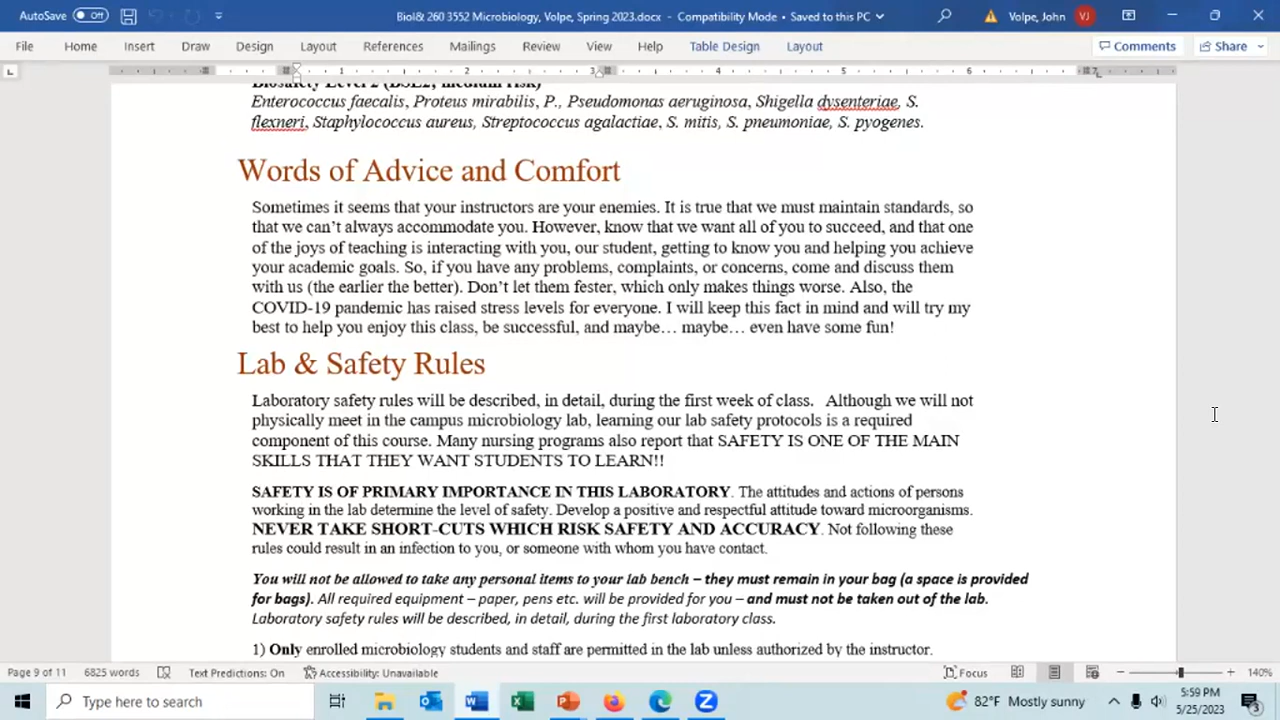 AutoSave Off Biol& 260 3552 Microbiology, Volpe, Spring 2023.docx - Compatibility Mode • Saved to this PC Volpe, John VJ
File Home Insert Draw Design Layout References Mailings Review View Help Table Design Layout Comments Share
1 2 3 4 5 6 7
Biosafety Level 2 (BSL2; medium risk)
Enterococcus faecalis, Proteus mirabilis, P., Pseudomonas aeruginosa, Shigella dysenteriae, S.
flexneri, Staphylococcus aureus, Streptococcus agalactiae, S. mitis, S. pneumoniae, S. pyogenes.
Words of Advice and Comfort
Sometimes it seems that your instructors are your enemies. It is true that we must maintain standards, so
that we can't always accommodate you. However, know that we want all of you to succeed, and that one
of the joys of teaching is interacting with you, our student, getting to know you and helping you achieve
your academic goals. So, if you have any problems, complaints, or concerns, come and discuss them
with us (the earlier the better). Don't let them fester, which only makes things worse. Also, the
COVID-19 pandemic has raised stress levels for everyone. I will keep this fact in mind and will try my
best to help you enjoy this class, be successful, and maybe… maybe… even have some fun!
Lab & Safety Rules
Laboratory safety rules will be described, in detail, during the first week of class. Although we will not
physically meet in the campus microbiology lab, learning our lab safety protocols is a required
component of this course. Many nursing programs also report that SAFETY IS ONE OF THE MAIN
SKILLS THAT THEY WANT STUDENTS TO LEARN!!
SAFETY IS OF PRIMARY IMPORTANCE IN THIS LABORATORY. The attitudes and actions of persons
working in the lab determine the level of safety. Develop a positive and respectful attitude toward microorganisms.
NEVER TAKE SHORT-CUTS WHICH RISK SAFETY AND ACCURACY. Not following these
rules could result in an infection to you, or someone with whom you have contact.
You will not be allowed to take any personal items to your lab bench – they must remain in your bag (a space is provided
for bags). All required equipment – paper, pens etc. will be provided for you – and must not be taken out of the lab.
Laboratory safety rules will be described, in detail, during the first laboratory class.
1) Only enrolled microbiology students and staff are permitted in the lab unless authorized by the instructor.
Page 9 of 11 6825 words Text Predictions: On Accessibility: Unavailable Focus 140%
Type here to search 82°F Mostly sunny 5:59 PM
5/25/2023 3